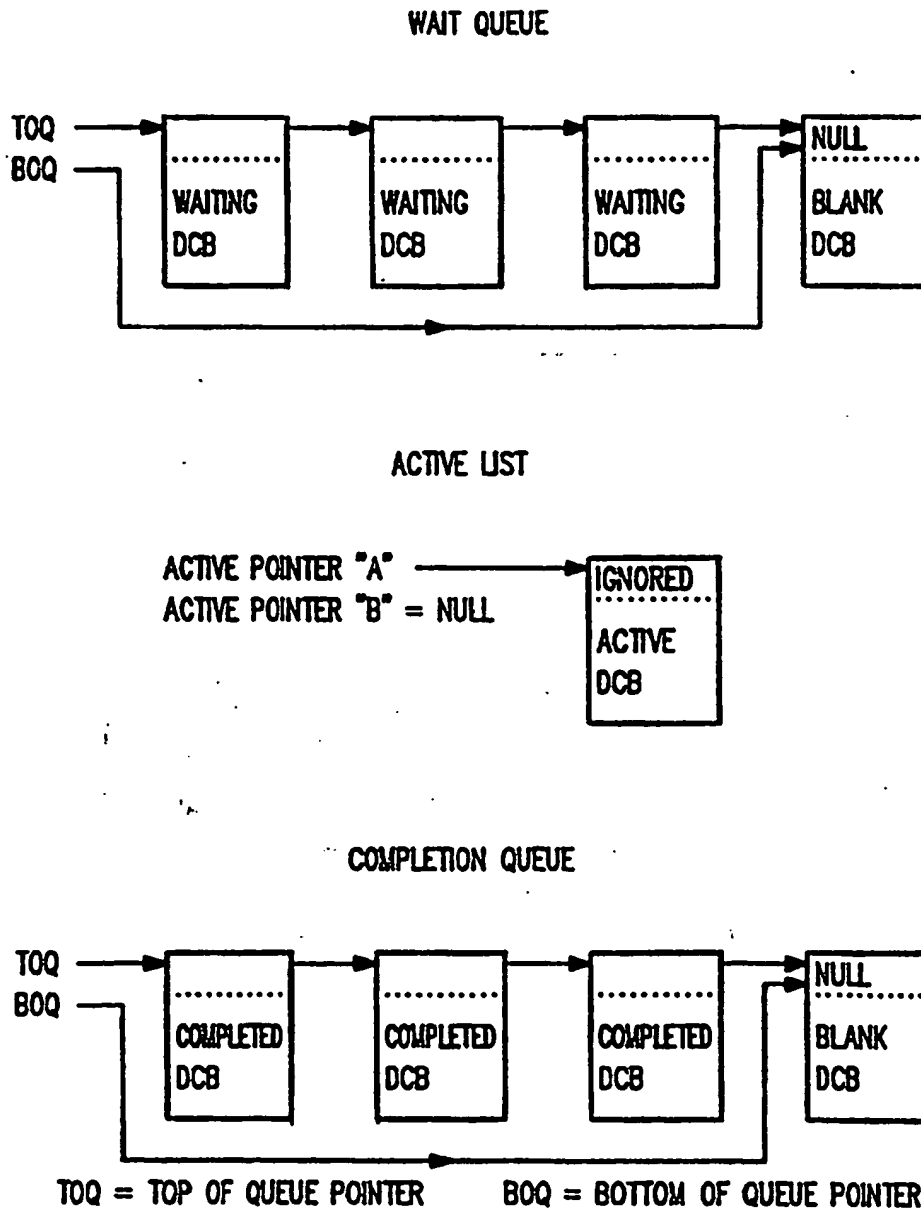 WAIT QUEUE
TOQ
BOQ
NULL
WAITING
DCB
WAITING
DCB
WAITING
DCB
BLANK
DCB
ACTIVE LIST
ACTIVE POINTER "A"
ACTIVE POINTER "B" = NULL
IGNORED
ACTIVE
DCB
COMPLETION QUEUE
TOQ
BOQ
NULL
COMPLETED
DCB
COMPLETED
DCB
COMPLETED
DCB
BLANK
DCB
TOQ = TOP OF QUEUE POINTER
BOQ = BOTTOM OF QUEUE POINTER